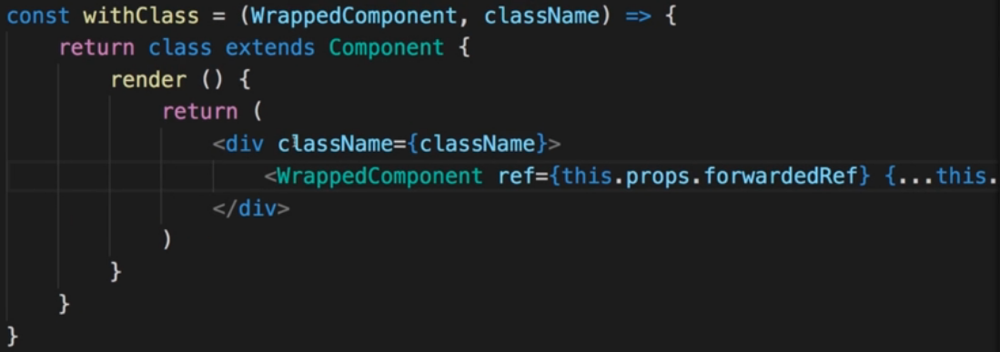 const withClass = (WrappedComponent, className) => {
return class extends Component {
render () {
return (
<div className={className}>
<WrappedComponent ref={this.props.forwardedRef} {...this.
</div>
)
}
}
}